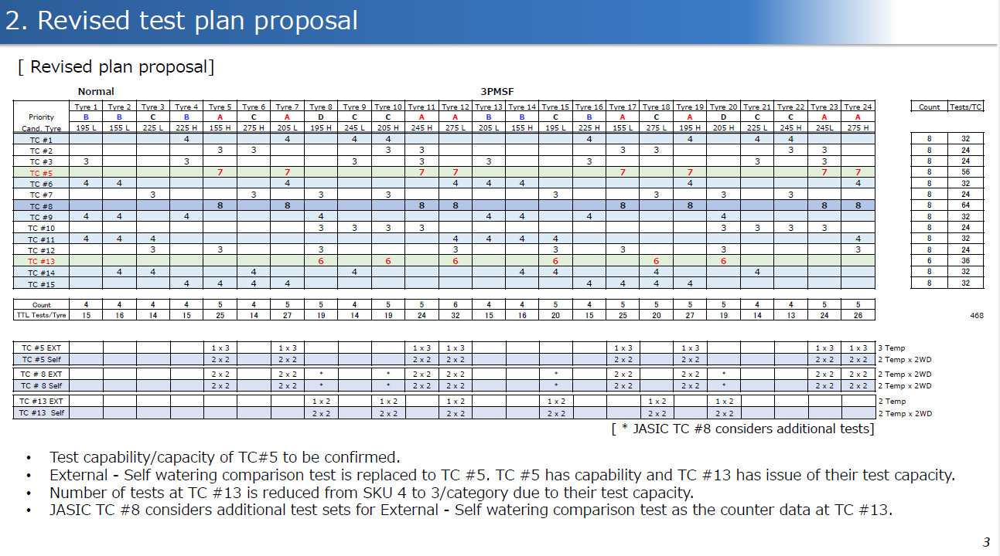 2. Revised test plan proposal
[ Revised plan proposal]
Normal 3PMSF
Tyre 1 Tyre 2 Tyre 3 Tyre 4 Tyre 5 Tyre 6 Tyre 7 Tyre 8 Tyre 9 Tyre 10 Tyre 11 Tyre 12 Tyre 13 Tyre 14 Tyre 15 Tyre 16 Tyre 17 Tyre 18 Tyre 19 Tyre 20 Tyre 21 Tyre 22 Tyre 23 Tyre 24 Count Tests/TC
Priority B B C B A C A D C C A A B B C B A C A D C C A A
Cand. Tyre 195 L 155 L 225 L 225 H 155 H 275 H 205 L 195 H 245 L 205 H 245 H 275 L 205 L 155 H 195 L 225 H 155 L 275 L 195 H 205 H 225 L 245 H 245L 275 H
TC #1 4 4 4 4 4 4 4 4 8 32
TC #2 3 3 3 3 3 3 3 3 8 24
TC #3 3 3 3 3 3 3 3 3 8 24
TC #5 7 7 7 7 7 7 7 7 8 56
TC #6 4 4 4 4 4 4 4 4 8 32
TC #7 3 3 3 3 3 3 3 3 8 24
TC #8 8 8 8 8 8 8 8 8 8 64
TC #9 4 4 4 4 4 4 4 4 8 32
TC #10 3 3 3 3 3 3 3 3 8 24
TC #11 4 4 4 4 4 4 4 4 8 32
TC #12 3 3 3 3 3 3 3 3 8 24
TC #13 6 6 6 6 6 6 6 36
TC #14 4 4 4 4 4 4 4 4 8 32
TC #15 4 4 4 4 4 4 4 4 8 32
Count 4 4 4 4 5 4 5 5 4 5 5 6 4 4 5 4 5 5 5 5 4 4 5 5
TTL Tests/Tyre 15 16 14 15 25 14 27 19 14 19 24 32 15 16 20 15 25 20 27 19 14 13 24 26 468
TC #5 EXT 1 x 3 1 x 3 1 x 3 1 x 3 1 x 3 1 x 3 1 x 3 1 x 3 3 Temp
TC #5 Self 2 x 2 2 x 2 2 x 2 2 x 2 2 x 2 2 x 2 2 x 2 2 x 2 2 Temp x 2WD
TC # 8 EXT 2 x 2 2 x 2 * * 2 x 2 2 x 2 * 2 x 2 2 x 2 * 2 x 2 2 x 2 2 Temp x 2WD
TC # 8 Self 2 x 2 2 x 2 * * 2 x 2 2 x 2 * 2 x 2 2 x 2 * 2 x 2 2 x 2 2 Temp x 2WD
TC #13 EXT 1 x 2 1 x 2 1 x 2 1 x 2 1 x 2 1 x 2 2 Temp
TC #13 Self 2 x 2 2 x 2 2 x 2 2 x 2 2 x 2 2 x 2 2 Temp x 2WD
[ * JASIC TC #8 considers additional tests]
• Test capability/capacity of TC#5 to be confirmed.
• External - Self watering comparison test is replaced to TC #5. TC #5 has capability and TC #13 has issue of their test capacity.
• Number of tests at TC #13 is reduced from SKU 4 to 3/category due to their test capacity.
• JASIC TC #8 considers additional test sets for External - Self watering comparison test as the counter data at TC #13.
3